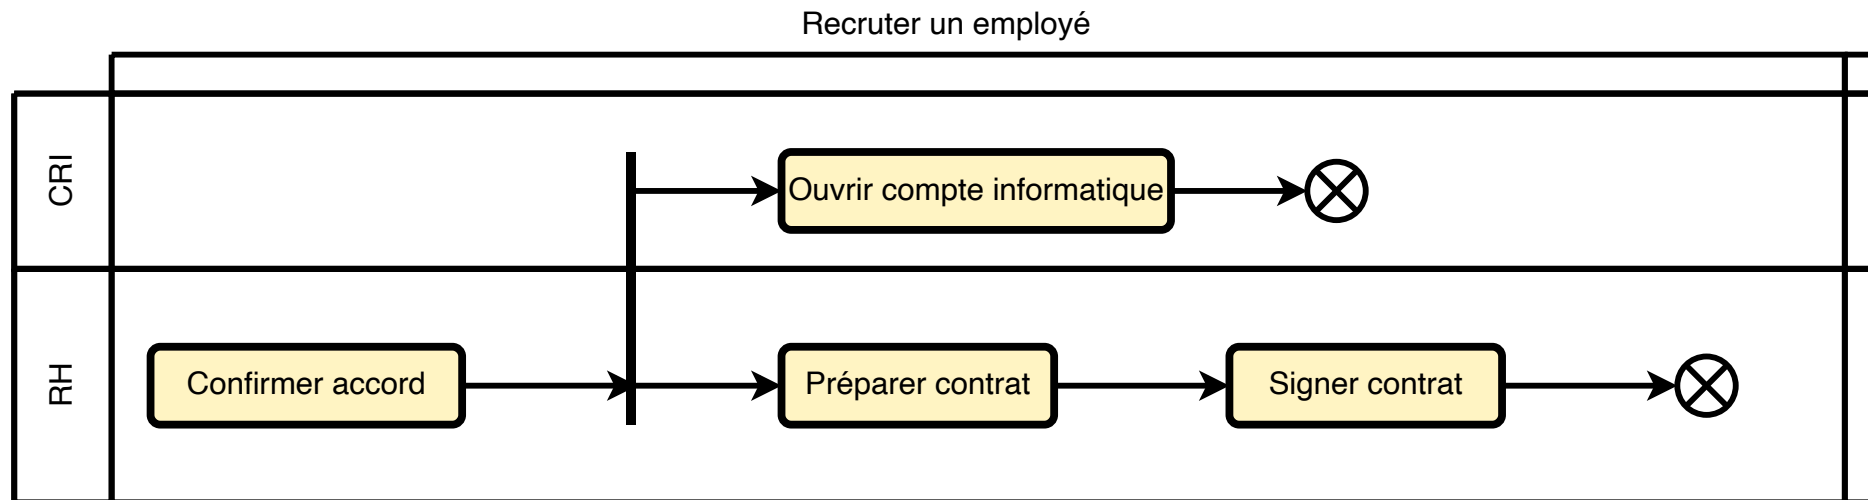 Recruter un employé
CRI
Ouvrir compte informatique
RH
Confirmer accord
Préparer contrat
Signer contrat